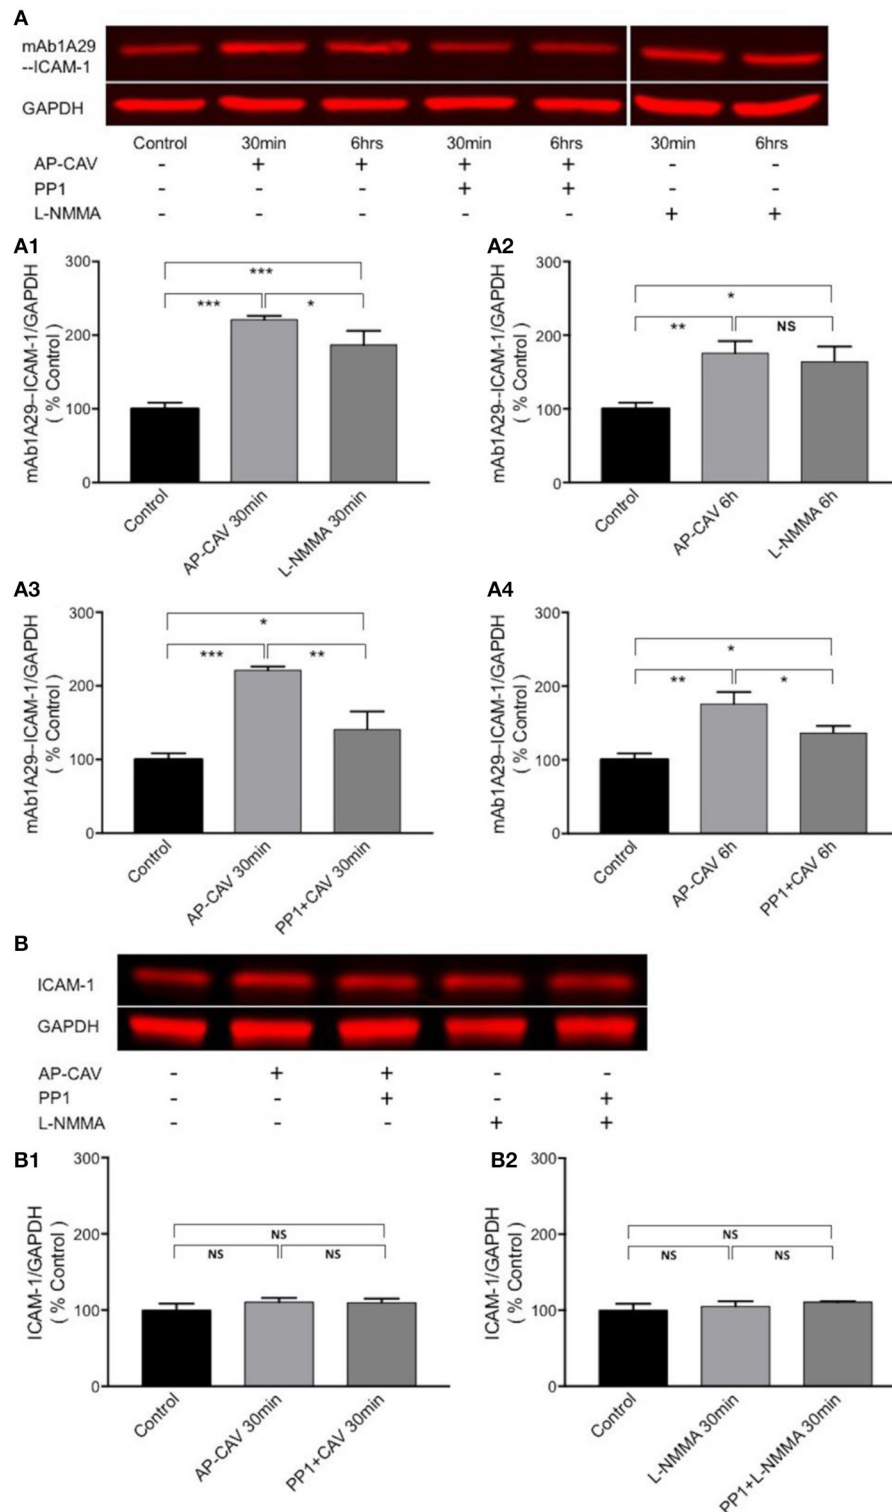 A
mAb1A29
--ICAM-1
GAPDH
Control 30min 6hrs 30min 6hrs 30min 6hrs
AP-CAV - + + + + - -
PP1 - - - + + - -
L-NMMA - - - - - + +
A1
mAb1A29--ICAM-1/GAPDH
( % Control )
300
200
100
0
***
*** *
Control
AP-CAV 30min
L-NMMA 30min
A2
mAb1A29--ICAM-1/GAPDH
( % Control )
300
200
100
0
*
** NS
Control
AP-CAV 6h
L-NMMA 6h
A3
mAb1A29--ICAM-1/GAPDH
( % Control )
300
200
100
0
*
*** **
Control
AP-CAV 30min
PP1+CAV 30min
A4
mAb1A29--ICAM-1/GAPDH
( % Control )
300
200
100
0
*
** *
Control
AP-CAV 6h
PP1+CAV 6h
B
ICAM-1
GAPDH
AP-CAV - + + - -
PP1 - - + - +
L-NMMA - - - + +
B1
ICAM-1/GAPDH
( % Control )
300
200
100
0
NS
NS NS
Control
AP-CAV 30min
PP1+CAV 30min
B2
ICAM-1/GAPDH
( % Control )
300
200
100
0
NS
NS NS
Control
L-NMMA 30min
PP1+L-NMMA 30min